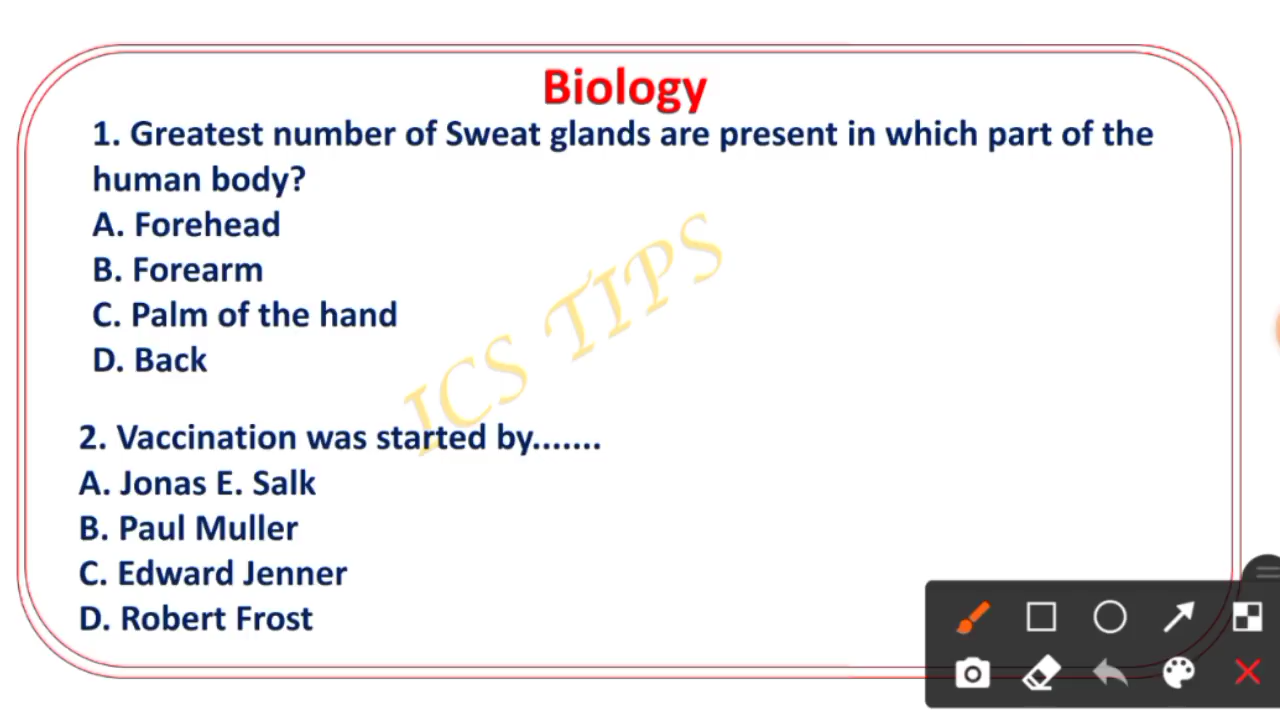 Biology
1. Greatest number of Sweat glands are present in which part of the
human body?
A. Forehead
B. Forearm
C. Palm of the hand
D. Back
ICS TIPS
2. Vaccination was started by.......
A. Jonas E. Salk
B. Paul Muller
C. Edward Jenner
D. Robert Frost